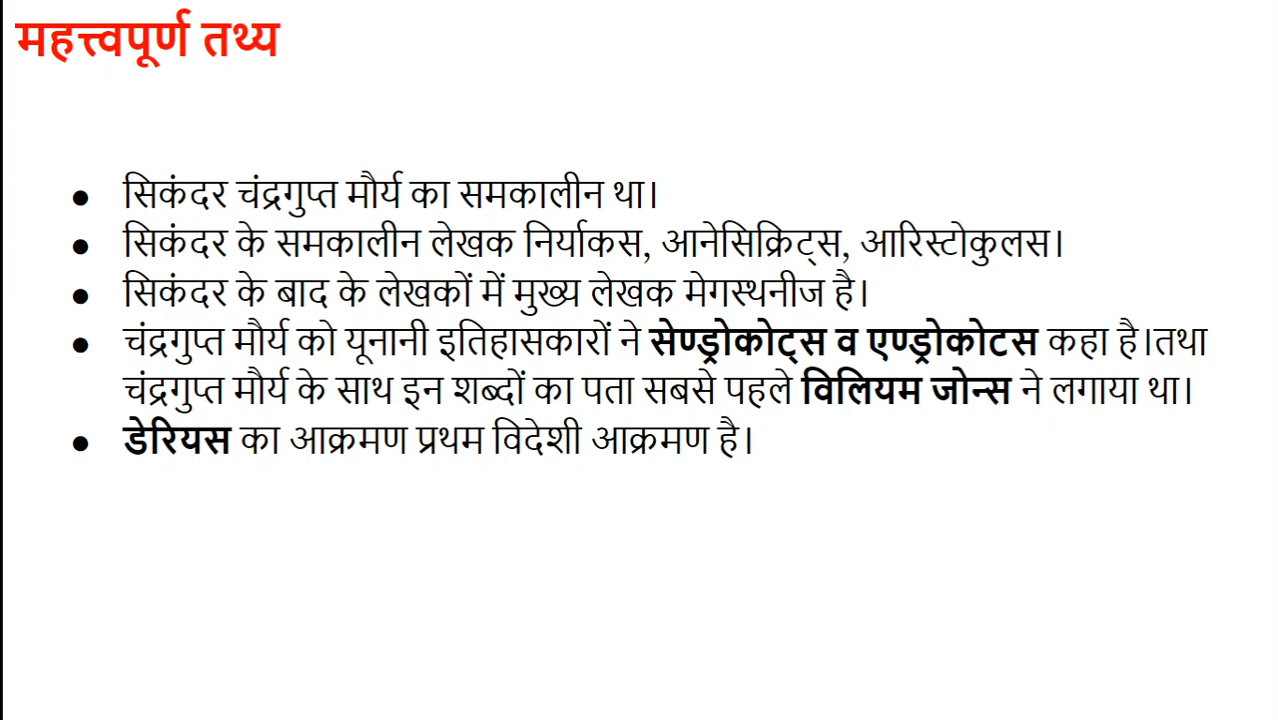 महत्त्वपूर्ण तथ्य
● सिकंदर चंद्रगुप्त मौर्य का समकालीन था।
● सिकंदर के समकालीन लेखक निर्याकस, आनेसिक्रिट्स, आरिस्टोकुलस।
● सिकंदर के बाद के लेखकों में मुख्य लेखक मेगस्थनीज है।
● चंद्रगुप्त मौर्य को यूनानी इतिहासकारों ने सेण्ड्रोकोट्स व एण्ड्रोकोटस कहा है।तथा
चंद्रगुप्त मौर्य के साथ इन शब्दों का पता सबसे पहले विलियम जोन्स ने लगाया था।
● डेरियस का आक्रमण प्रथम विदेशी आक्रमण है।